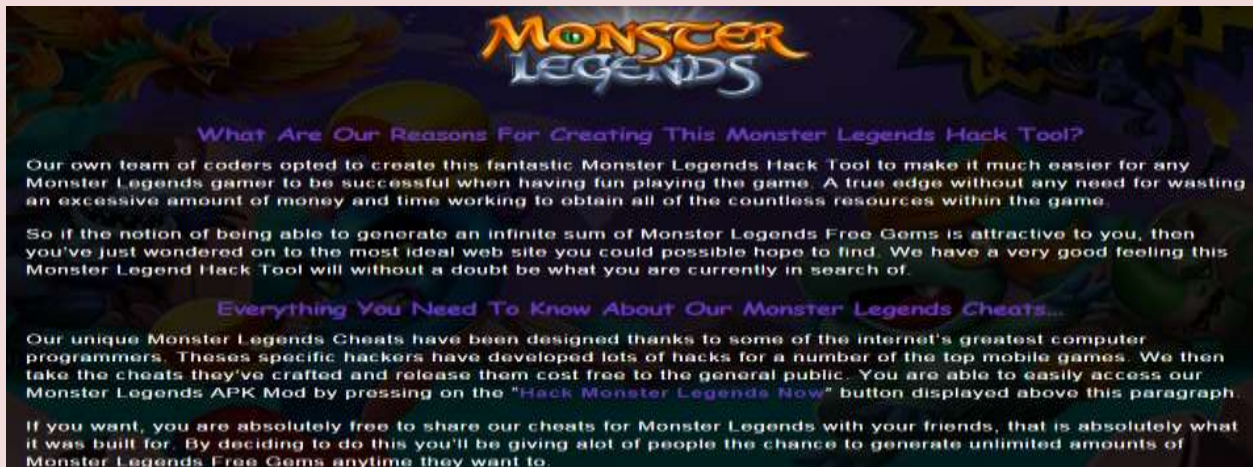 MONSTER
LEGENDS
What Are Our Reasons For Creating This Monster Legends Hack Tool?
Our own team of coders opted to create this fantastic Monster Legends Hack Tool to make it much easier for any
Monster Legends gamer to be successful when having fun playing the game. A true edge without any need for wasting
an excessive amount of money and time working to obtain all of the countless resources within the game.
So if the notion of being able to generate an infinite sum of Monster Legends Free Gems is attractive to you, then
you've just wondered on to the most ideal web site you could possible hope to find. We have a very good feeling this
Monster Legend Hack Tool will without a doubt be what you are currently in search of.
Everything You Need To Know About Our Monster Legends Cheats...
Our unique Monster Legends Cheats have been designed thanks to some of the internet's greatest computer
programmers. Theses specific hackers have developed lots of hacks for a number of the top mobile games. We then
take the cheats they've crafted and release them cost free to the general public. You are able to easily access our
Monster Legends APK Mod by pressing on the "Hack Monster Legends Now" button displayed above this paragraph.
If you want, you are absolutely free to share our cheats for Monster Legends with your friends, that is absolutely what
it was built for. By deciding to do this you'll be giving alot of people the chance to generate unlimited amounts of
Monster Legends Free Gems anytime they want to.